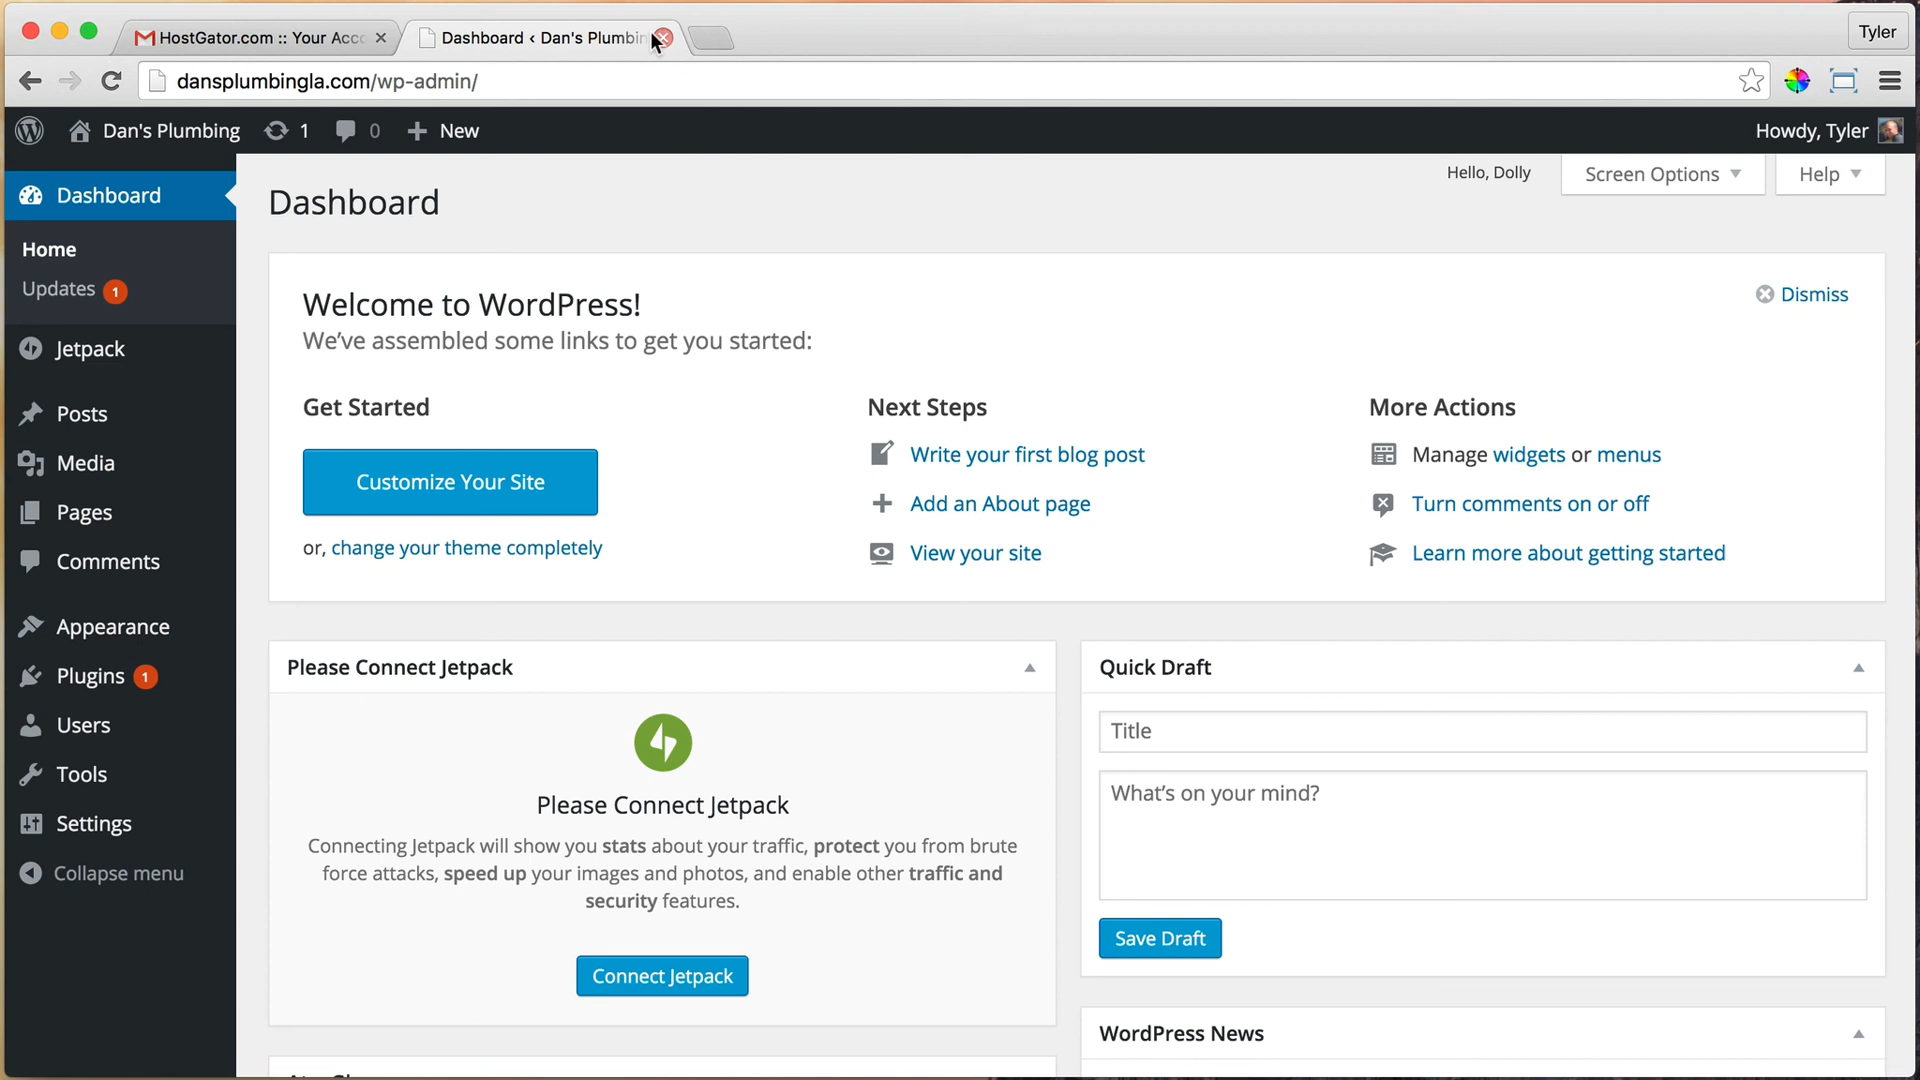 HostGator.com :: Your Acco
Dashboard ‹ Dan's Plumbin
Tyler
dansplumbingla.com/wp-admin/
Dan's Plumbing
1
0
New
Howdy, Tyler
Dashboard
Home
Updates 1
Jetpack
Posts
Media
Pages
Comments
Appearance
Plugins 1
Users
Tools
Settings
Collapse menu
Hello, Dolly
Screen Options
Help
Dashboard
Welcome to WordPress!
We've assembled some links to get you started:
Dismiss
Get Started
Customize Your Site
or, change your theme completely
Next Steps
Write your first blog post
Add an About page
View your site
More Actions
Manage widgets or menus
Turn comments on or off
Learn more about getting started
Please Connect Jetpack
Please Connect Jetpack
Connecting Jetpack will show you stats about your traffic, protect you from brute
force attacks, speed up your images and photos, and enable other traffic and
security features.
Connect Jetpack
Quick Draft
Title
What's on your mind?
Save Draft
WordPress News